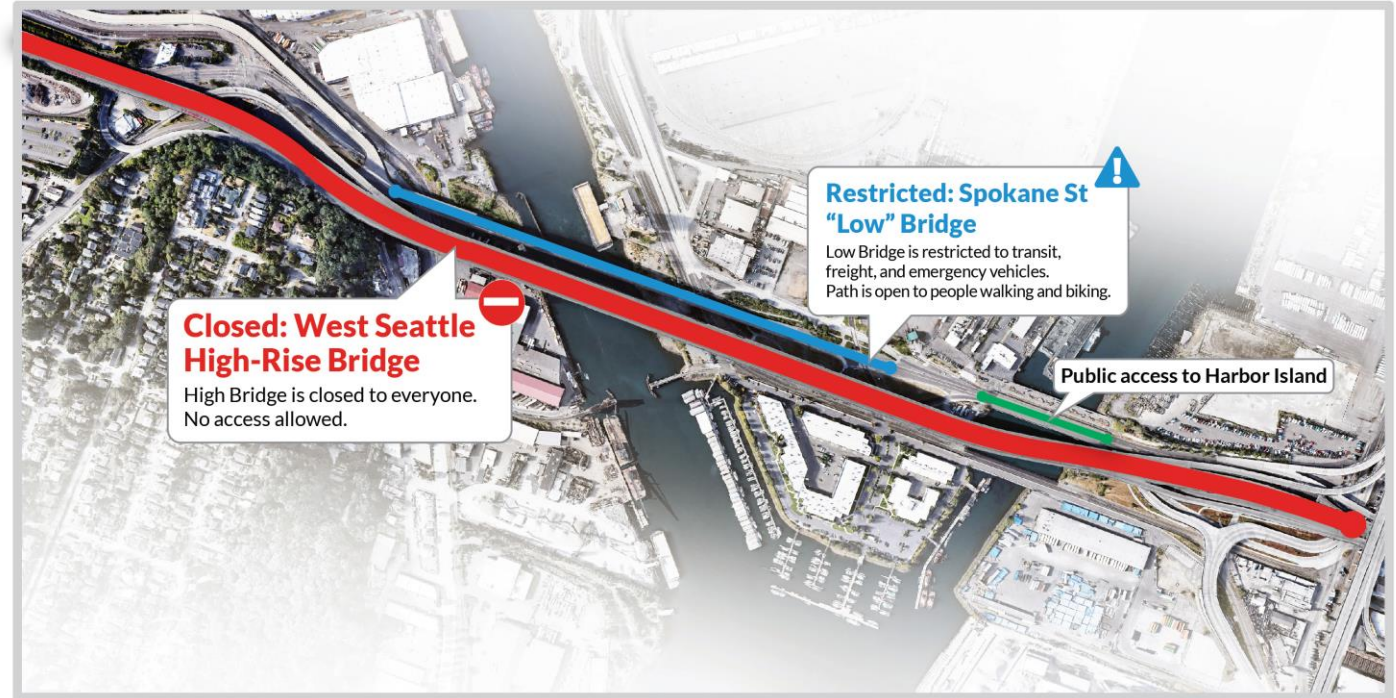 Restricted: Spokane St
“Low” Bridge
Low Bridge is restricted to transit,
freight, and emergency vehicles.
Path is open to people walking and biking.
Closed: West Seattle
High-Rise Bridge
High Bridge is closed to everyone.
No access allowed.
Public access to Harbor Island